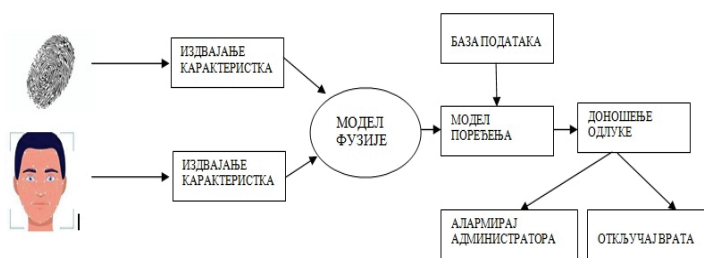 ИЗДВАЈАЊЕ
КАРАКТЕРИСТКА
БАЗА ПОДАТАКА
МОДЕЛ
ФУЗИЈЕ
МОДЕЛ
ПОРЕЂЕЊА
ДОНОШЕЊЕ
ОДЛУКЕ
ИЗДВАЈАЊЕ
КАРАКТЕРИСТКА
АЛАРМИРАЈ
АДМИНИСТРАТОРА
ОТКЉУЧАЈ ВРАТА